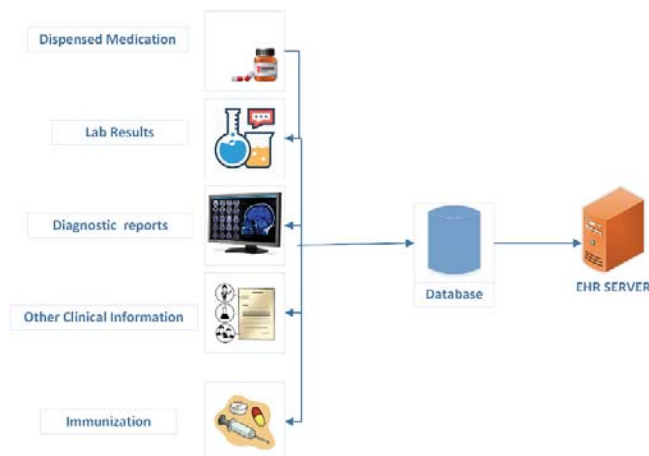 Dispensed Medication
Lab Results
Diagnostic reports
Other Clinical Information
Immunization
Database
EHR SERVER